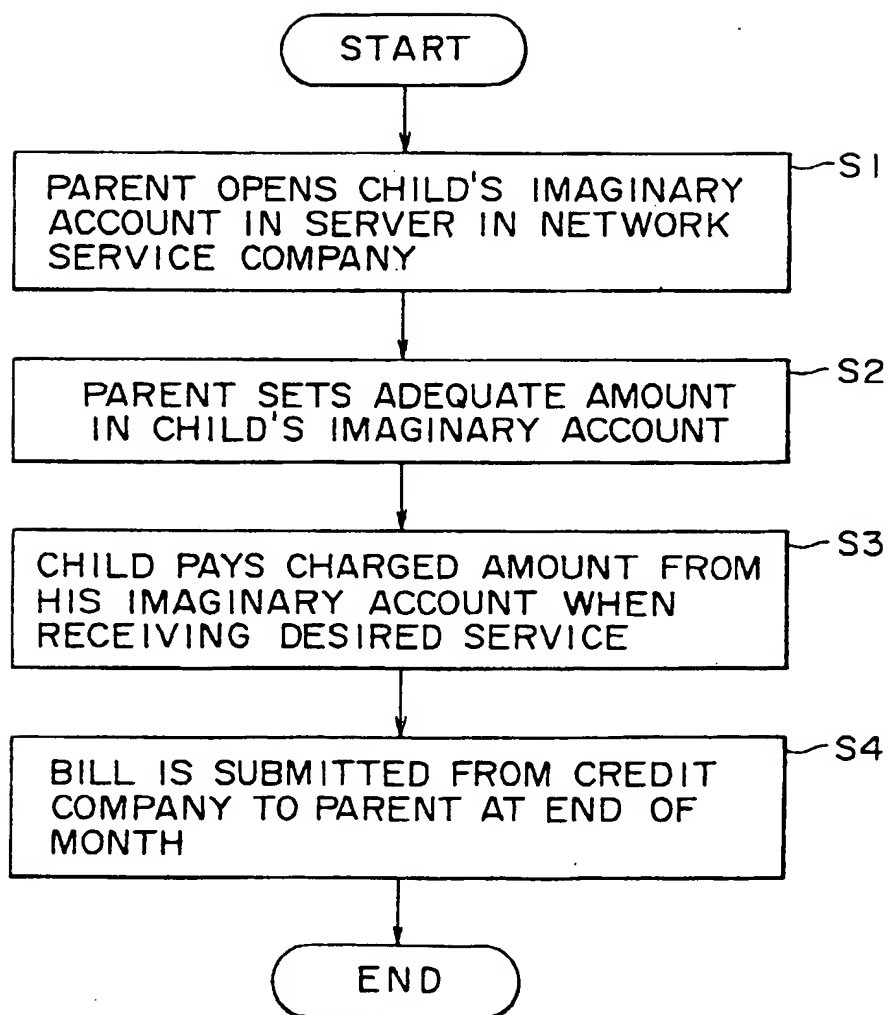 START
S1
PARENT OPENS CHILD'S IMAGINARY
ACCOUNT IN SERVER IN NETWORK
SERVICE COMPANY
S2
PARENT SETS ADEQUATE AMOUNT
IN CHILD'S IMAGINARY ACCOUNT
S3
CHILD PAYS CHARGED AMOUNT FROM
HIS IMAGINARY ACCOUNT WHEN
RECEIVING DESIRED SERVICE
S4
BILL IS SUBMITTED FROM CREDIT
COMPANY TO PARENT AT END OF
MONTH
END